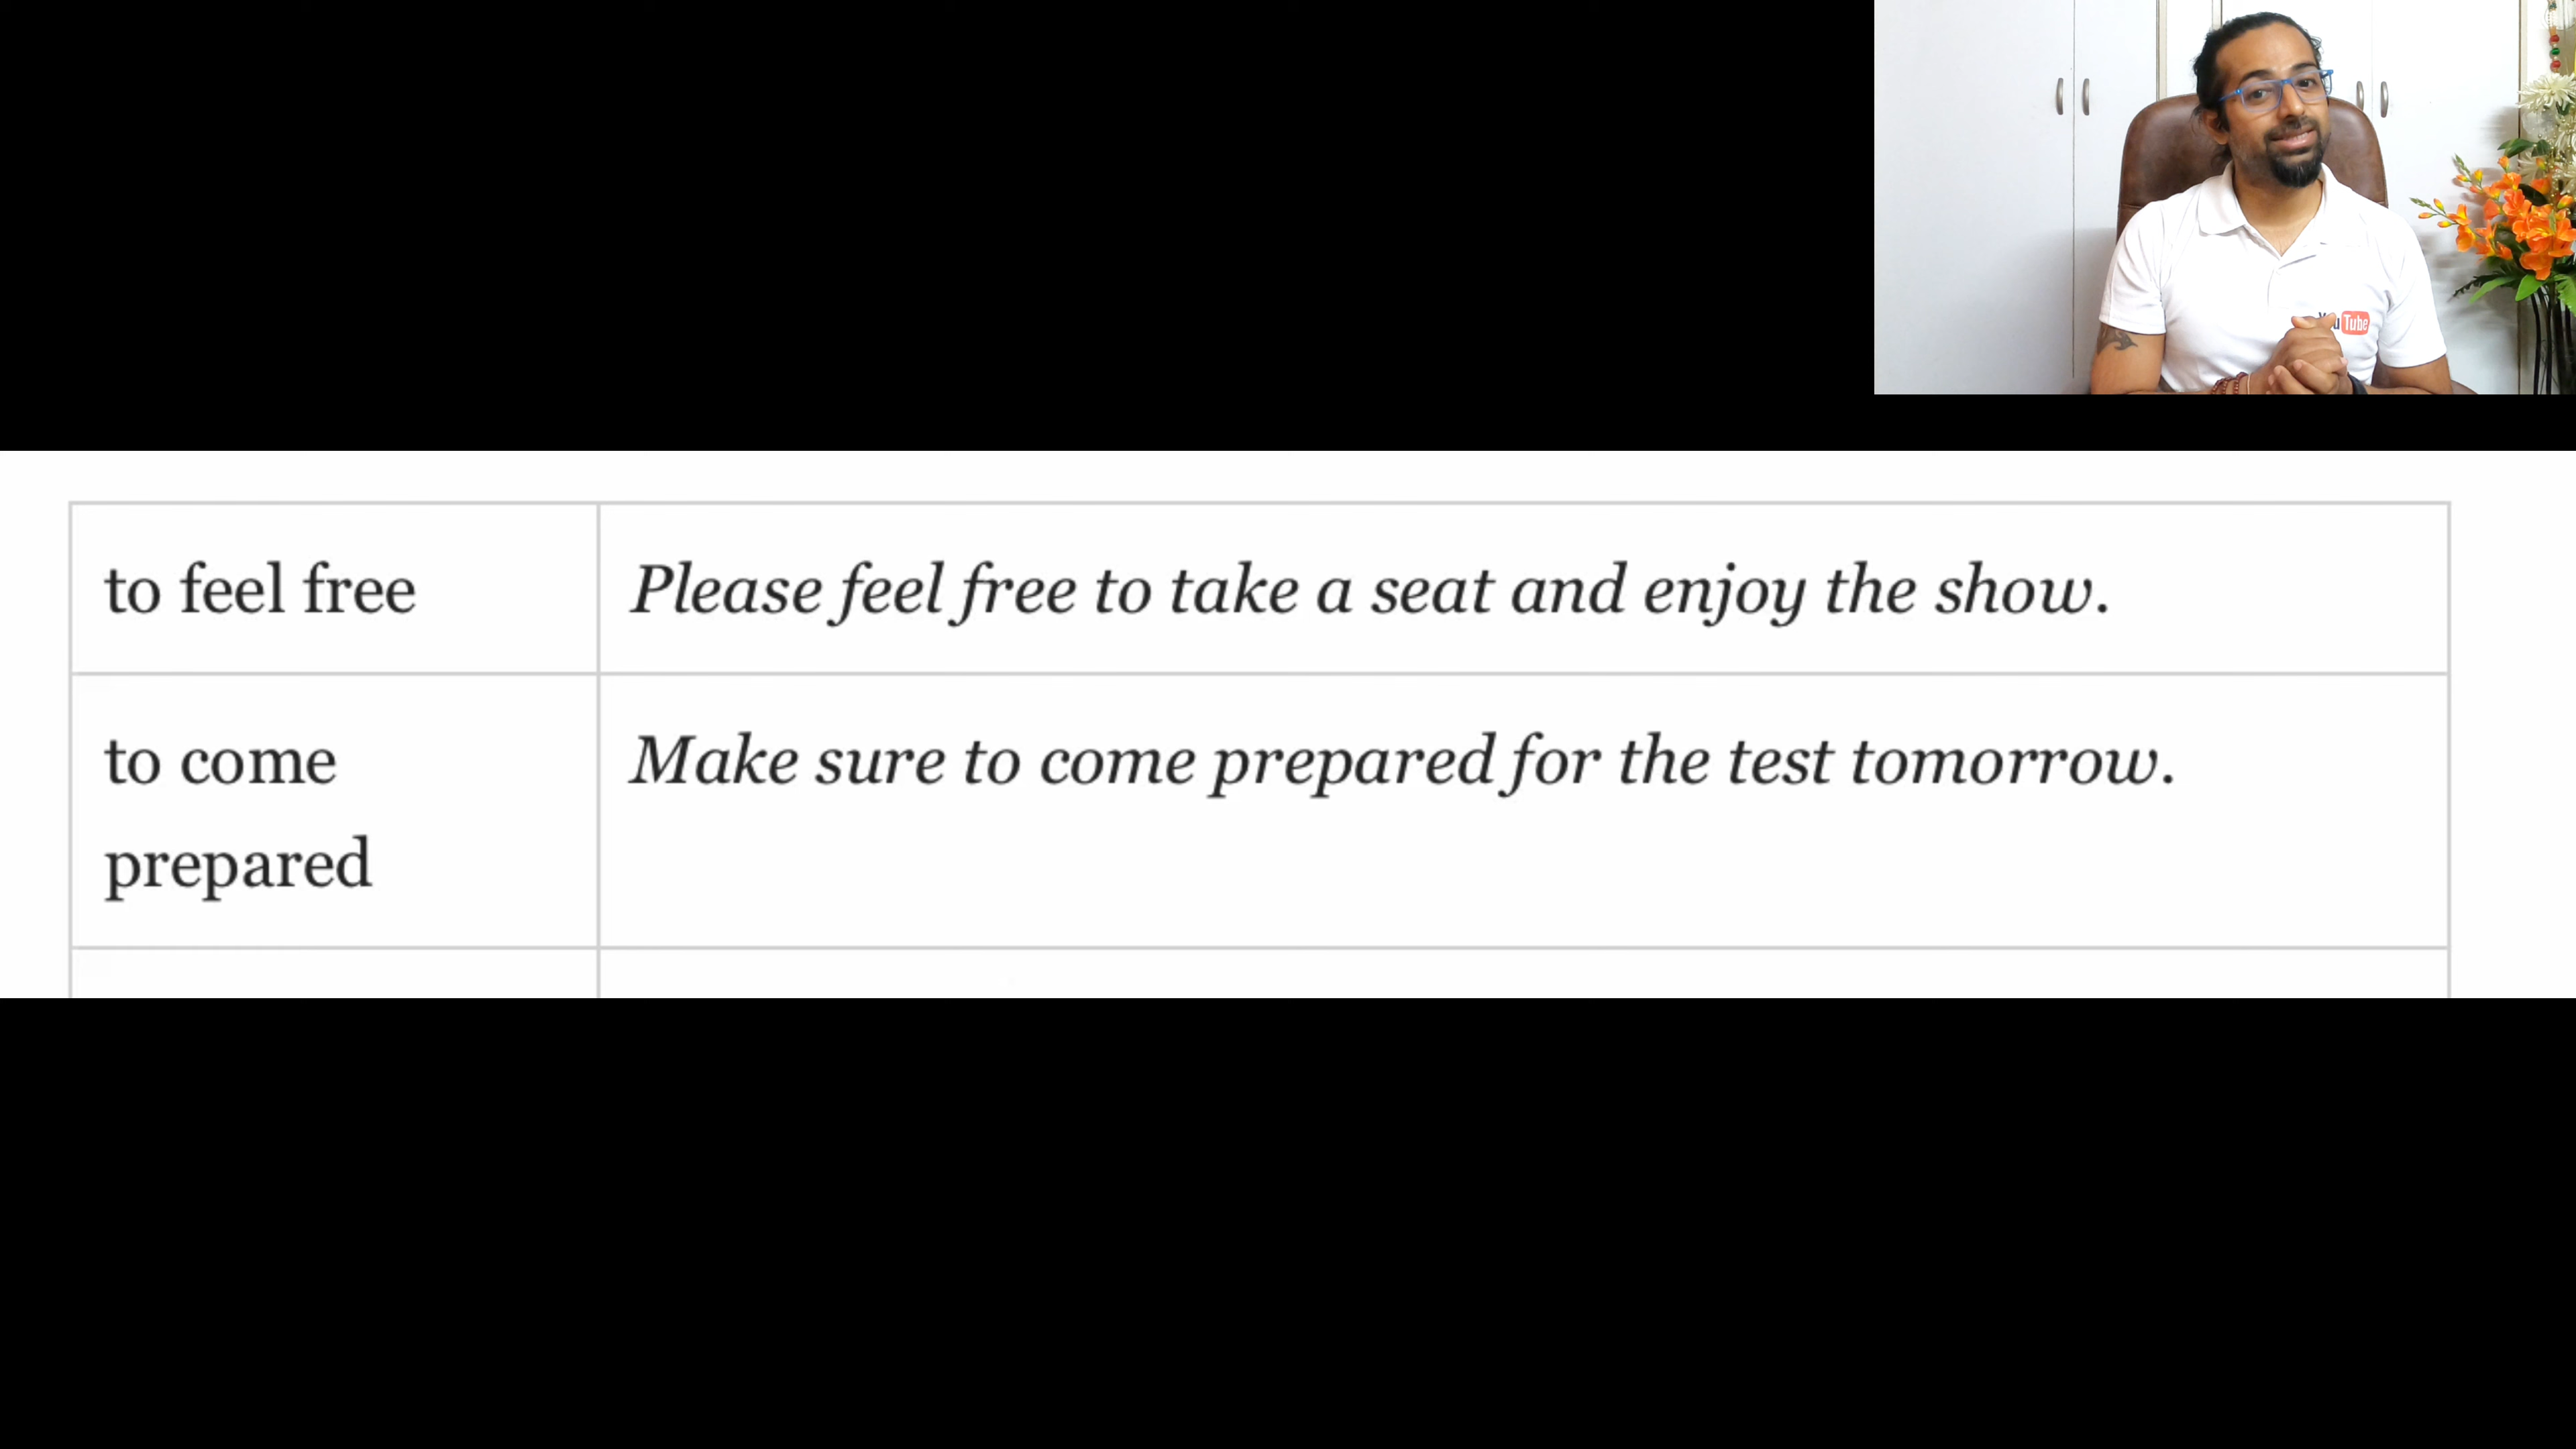 YouTube
to feel free
Please feel free to take a seat and enjoy the show.
to come
prepared
Make sure to come prepared for the test tomorrow.